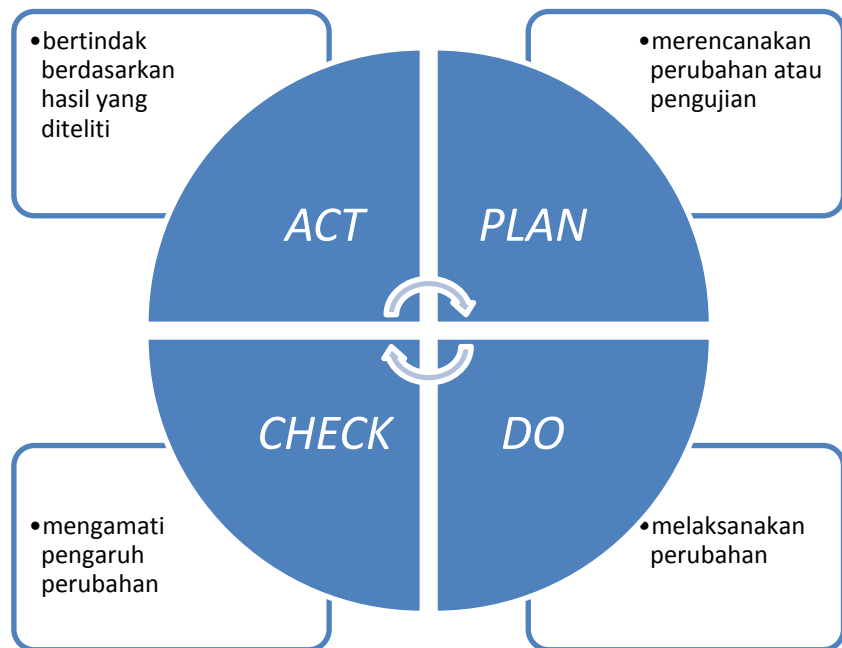 •bertindak
berdasarkan
hasil yang
diteliti
•merencanakan
perubahan atau
pengujian
ACT
PLAN
CHECK
DO
•mengamati
pengaruh
perubahan
•melaksanakan
perubahan